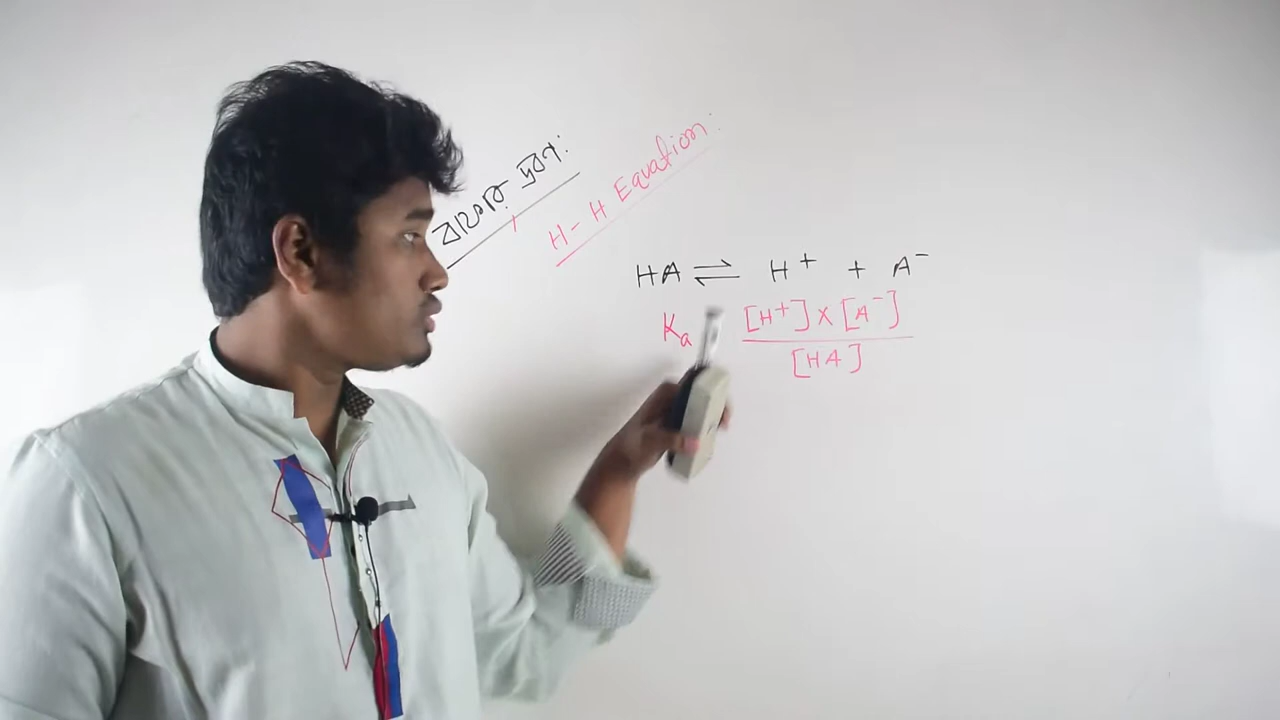 বাফার দ্রবণ:
H-H Equation:
HA ⇌ H⁺ + A⁻
Ka [H⁺] x [A⁻]
[HA]